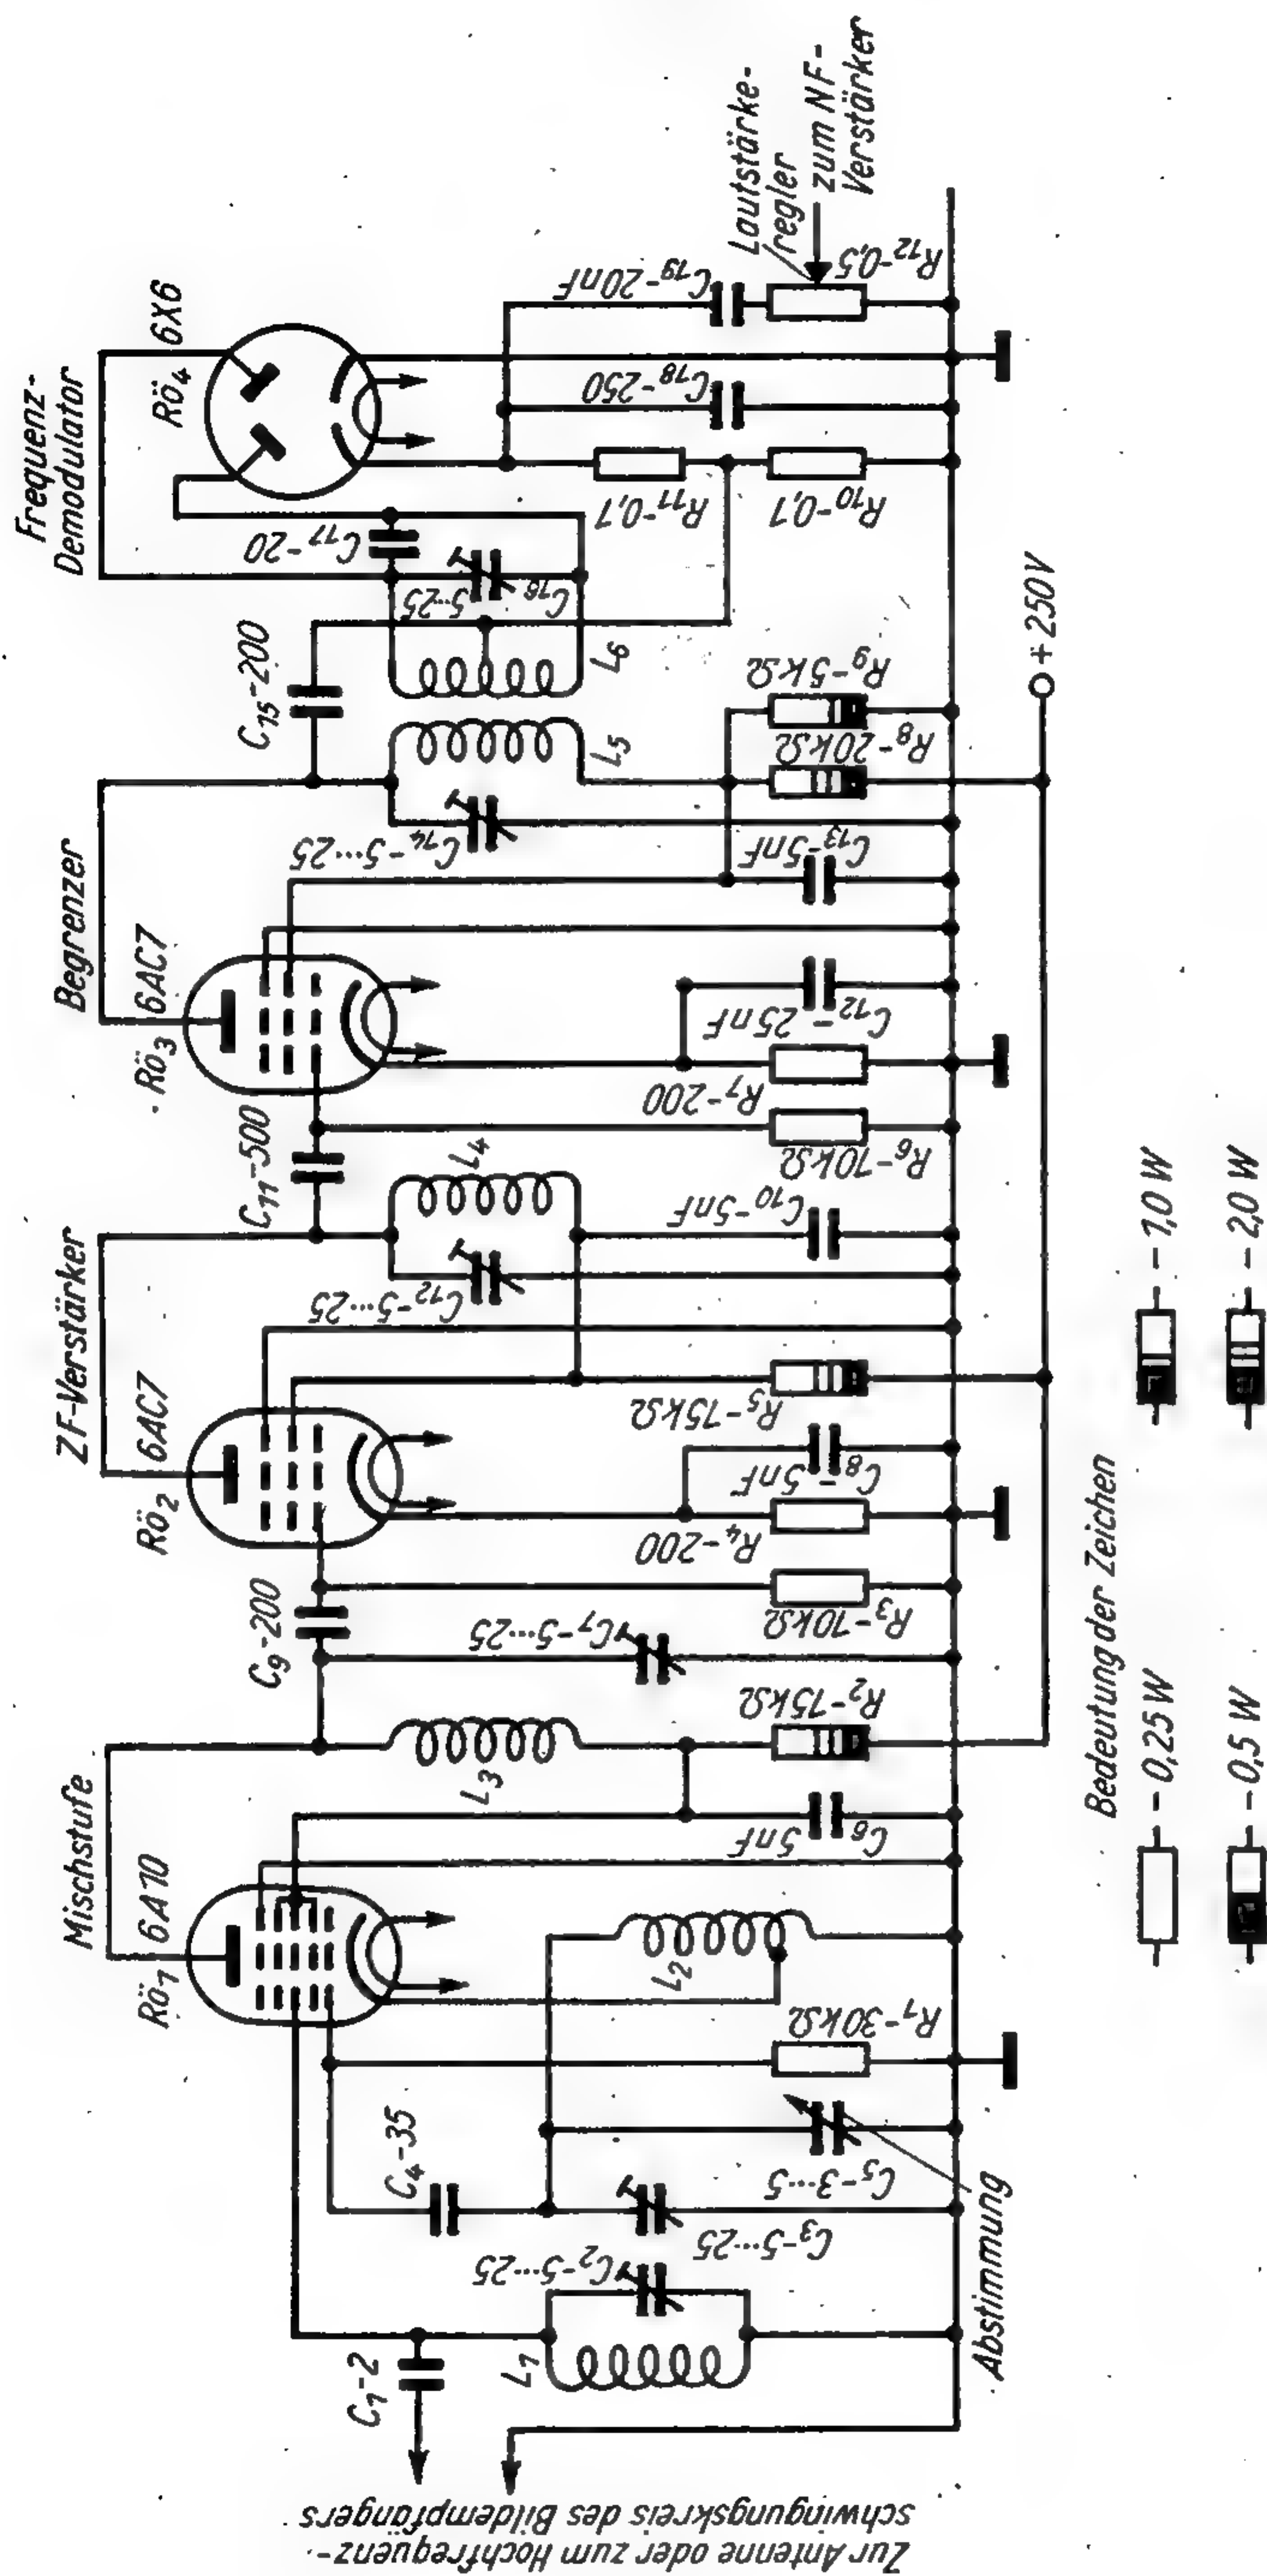 Mischstufe
Rö1 6A10
ZF-Verstärker
Rö2 6AC7
Begrenzer
Rö3 6AC7
Frequenz-
Demodulator
Rö4 6X6
Zur Antenne oder zum Hochfrequenz-
schwingungskreis des Bildempfängers
C1-2
L1
C2-5...25
C4-35
C3-5...25
C5-3...5
Abstimmung
R1-30kΩ
L2
C6
5nF
L3
R2-15kΩ
C9-200
C7-5...25
R3-10kΩ
R4-200
C8-
5nF
R5-15kΩ
C12-5...25
L4
C10-5nF
C11-500
R6-10kΩ
R7-200
C12-
25nF
C13-5nF
C14-5...25
L5
R8-20kΩ
R9-5kΩ
C15-200
L6
C16
5...25
C17-20
R11-0,1
R10-0,1
C18-250
C19-20nF
R12-0,5
Lautstärke-
regler
zum NF-
Verstärker
+250V
Bedeutung der Zeichen
- 0,25 W
- 0,5 W
- 1,0 W
- 2,0 W